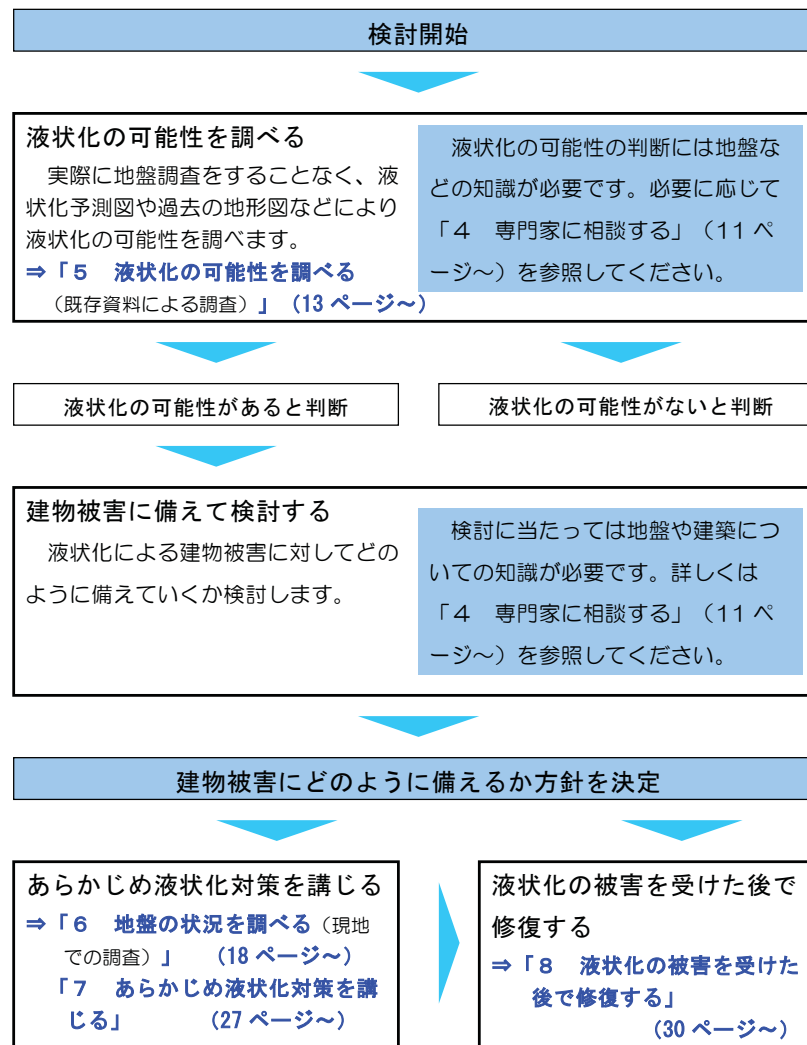 検討開始
液状化の可能性を調べる
　実際に地盤調査をすることなく、液
状化予測図や過去の地形図などにより
液状化の可能性を調べます。
⇒「５　液状化の可能性を調べる
（既存資料による調査）」（13 ページ～）
　液状化の可能性の判断には地盤な
どの知識が必要です。必要に応じて
「４　専門家に相談する」（11 ペ
ージ～）を参照してください。
液状化の可能性があると判断
液状化の可能性がないと判断
建物被害に備えて検討する
　液状化による建物被害に対してどの
ように備えていくか検討します。
　検討に当たっては地盤や建築につ
いての知識が必要です。詳しくは
「４　専門家に相談する」（11 ペ
ージ～）を参照してください。
建物被害にどのように備えるか方針を決定
あらかじめ液状化対策を講じる
⇒「６　地盤の状況を調べる（現地
での調査）」　（18 ページ～）
「７　あらかじめ液状化対策を講
じる」　（27 ページ～）
液状化の被害を受けた後で
修復する
⇒「８　液状化の被害を受けた
後で修復する」
（30 ページ～）